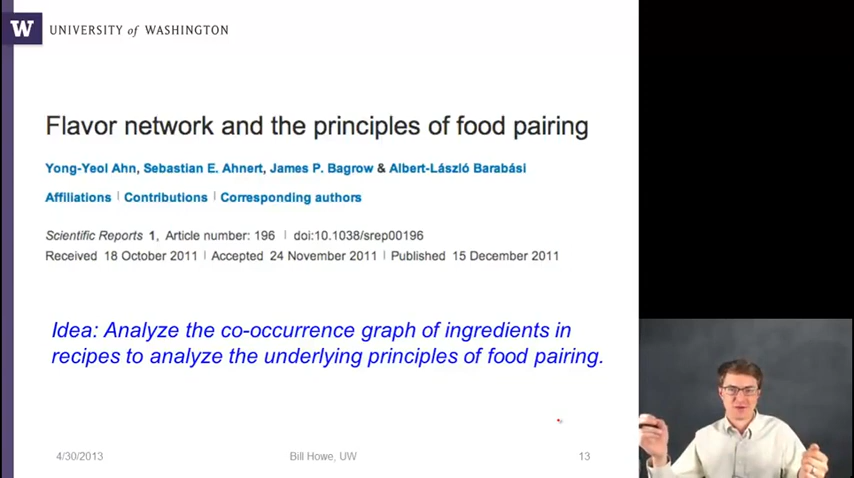 W UNIVERSITY of WASHINGTON
Flavor network and the principles of food pairing
Yong-Yeol Ahn, Sebastian E. Ahnert, James P. Bagrow & Albert-László Barabási
Affiliations | Contributions | Corresponding authors
Scientific Reports 1, Article number: 196 | doi:10.1038/srep00196
Received 18 October 2011 | Accepted 24 November 2011 | Published 15 December 2011
Idea: Analyze the co-occurrence graph of ingredients in
recipes to analyze the underlying principles of food pairing.
4/30/2013 Bill Howe, UW 13